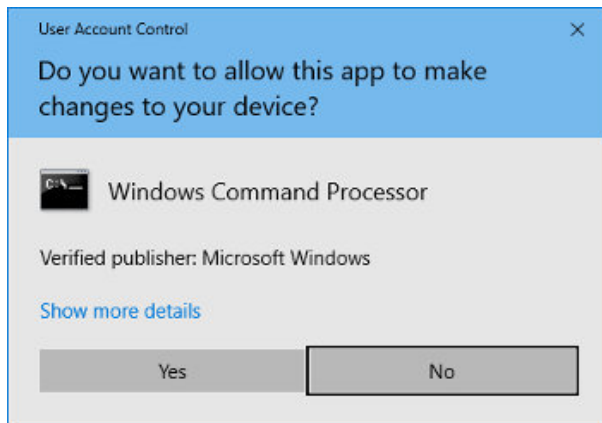 User Account Control
Do you want to allow this app to make
changes to your device?
C:\_
Windows Command Processor
Verified publisher: Microsoft Windows
Show more details
Yes
No